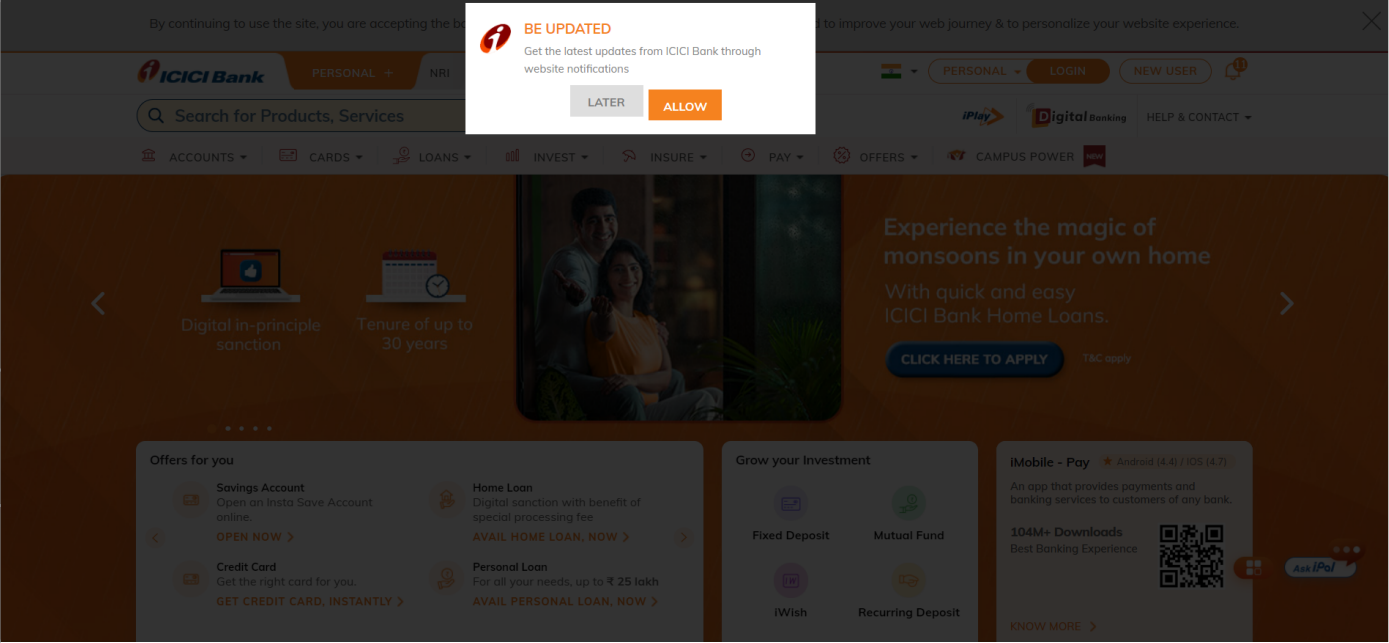 By continuing to use the site, you are accepting the
to improve your web journey & to personalize your website experience.
BE UPDATED
Get the latest updates from ICICI Bank through
website notifications
LATER
ALLOW
ICICI Bank
PERSONAL +
NRI
PERSONAL
LOGIN
NEW USER
11
Search for Products, Services
iPlay
Digital Banking
HELP & CONTACT
ACCOUNTS
CARDS
LOANS
INVEST
INSURE
PAY
OFFERS
CAMPUS POWER
NEW
Experience the magic of
monsoons in your own home
With quick and easy
ICICI Bank Home Loans.
CLICK HERE TO APPLY
T&C apply
Digital in-principle
sanction
Tenure of up to
30 years
Offers for you
Savings Account
Open an Insta Save Account
online.
OPEN NOW >
Home Loan
Digital sanction with benefit of
special processing fee
AVAIL HOME LOAN, NOW >
Credit Card
Get the right card for you.
GET CREDIT CARD, INSTANTLY >
Personal Loan
For all your needs, up to ₹ 25 lakh
AVAIL PERSONAL LOAN, NOW >
Grow your Investment
Fixed Deposit
Mutual Fund
iWish
Recurring Deposit
iMobile - Pay
★ Android (4.4) / IOS (4.7)
An app that provides payments and
banking services to customers of any bank.
104M+ Downloads
Best Banking Experience
KNOW MORE >
Ask iPal